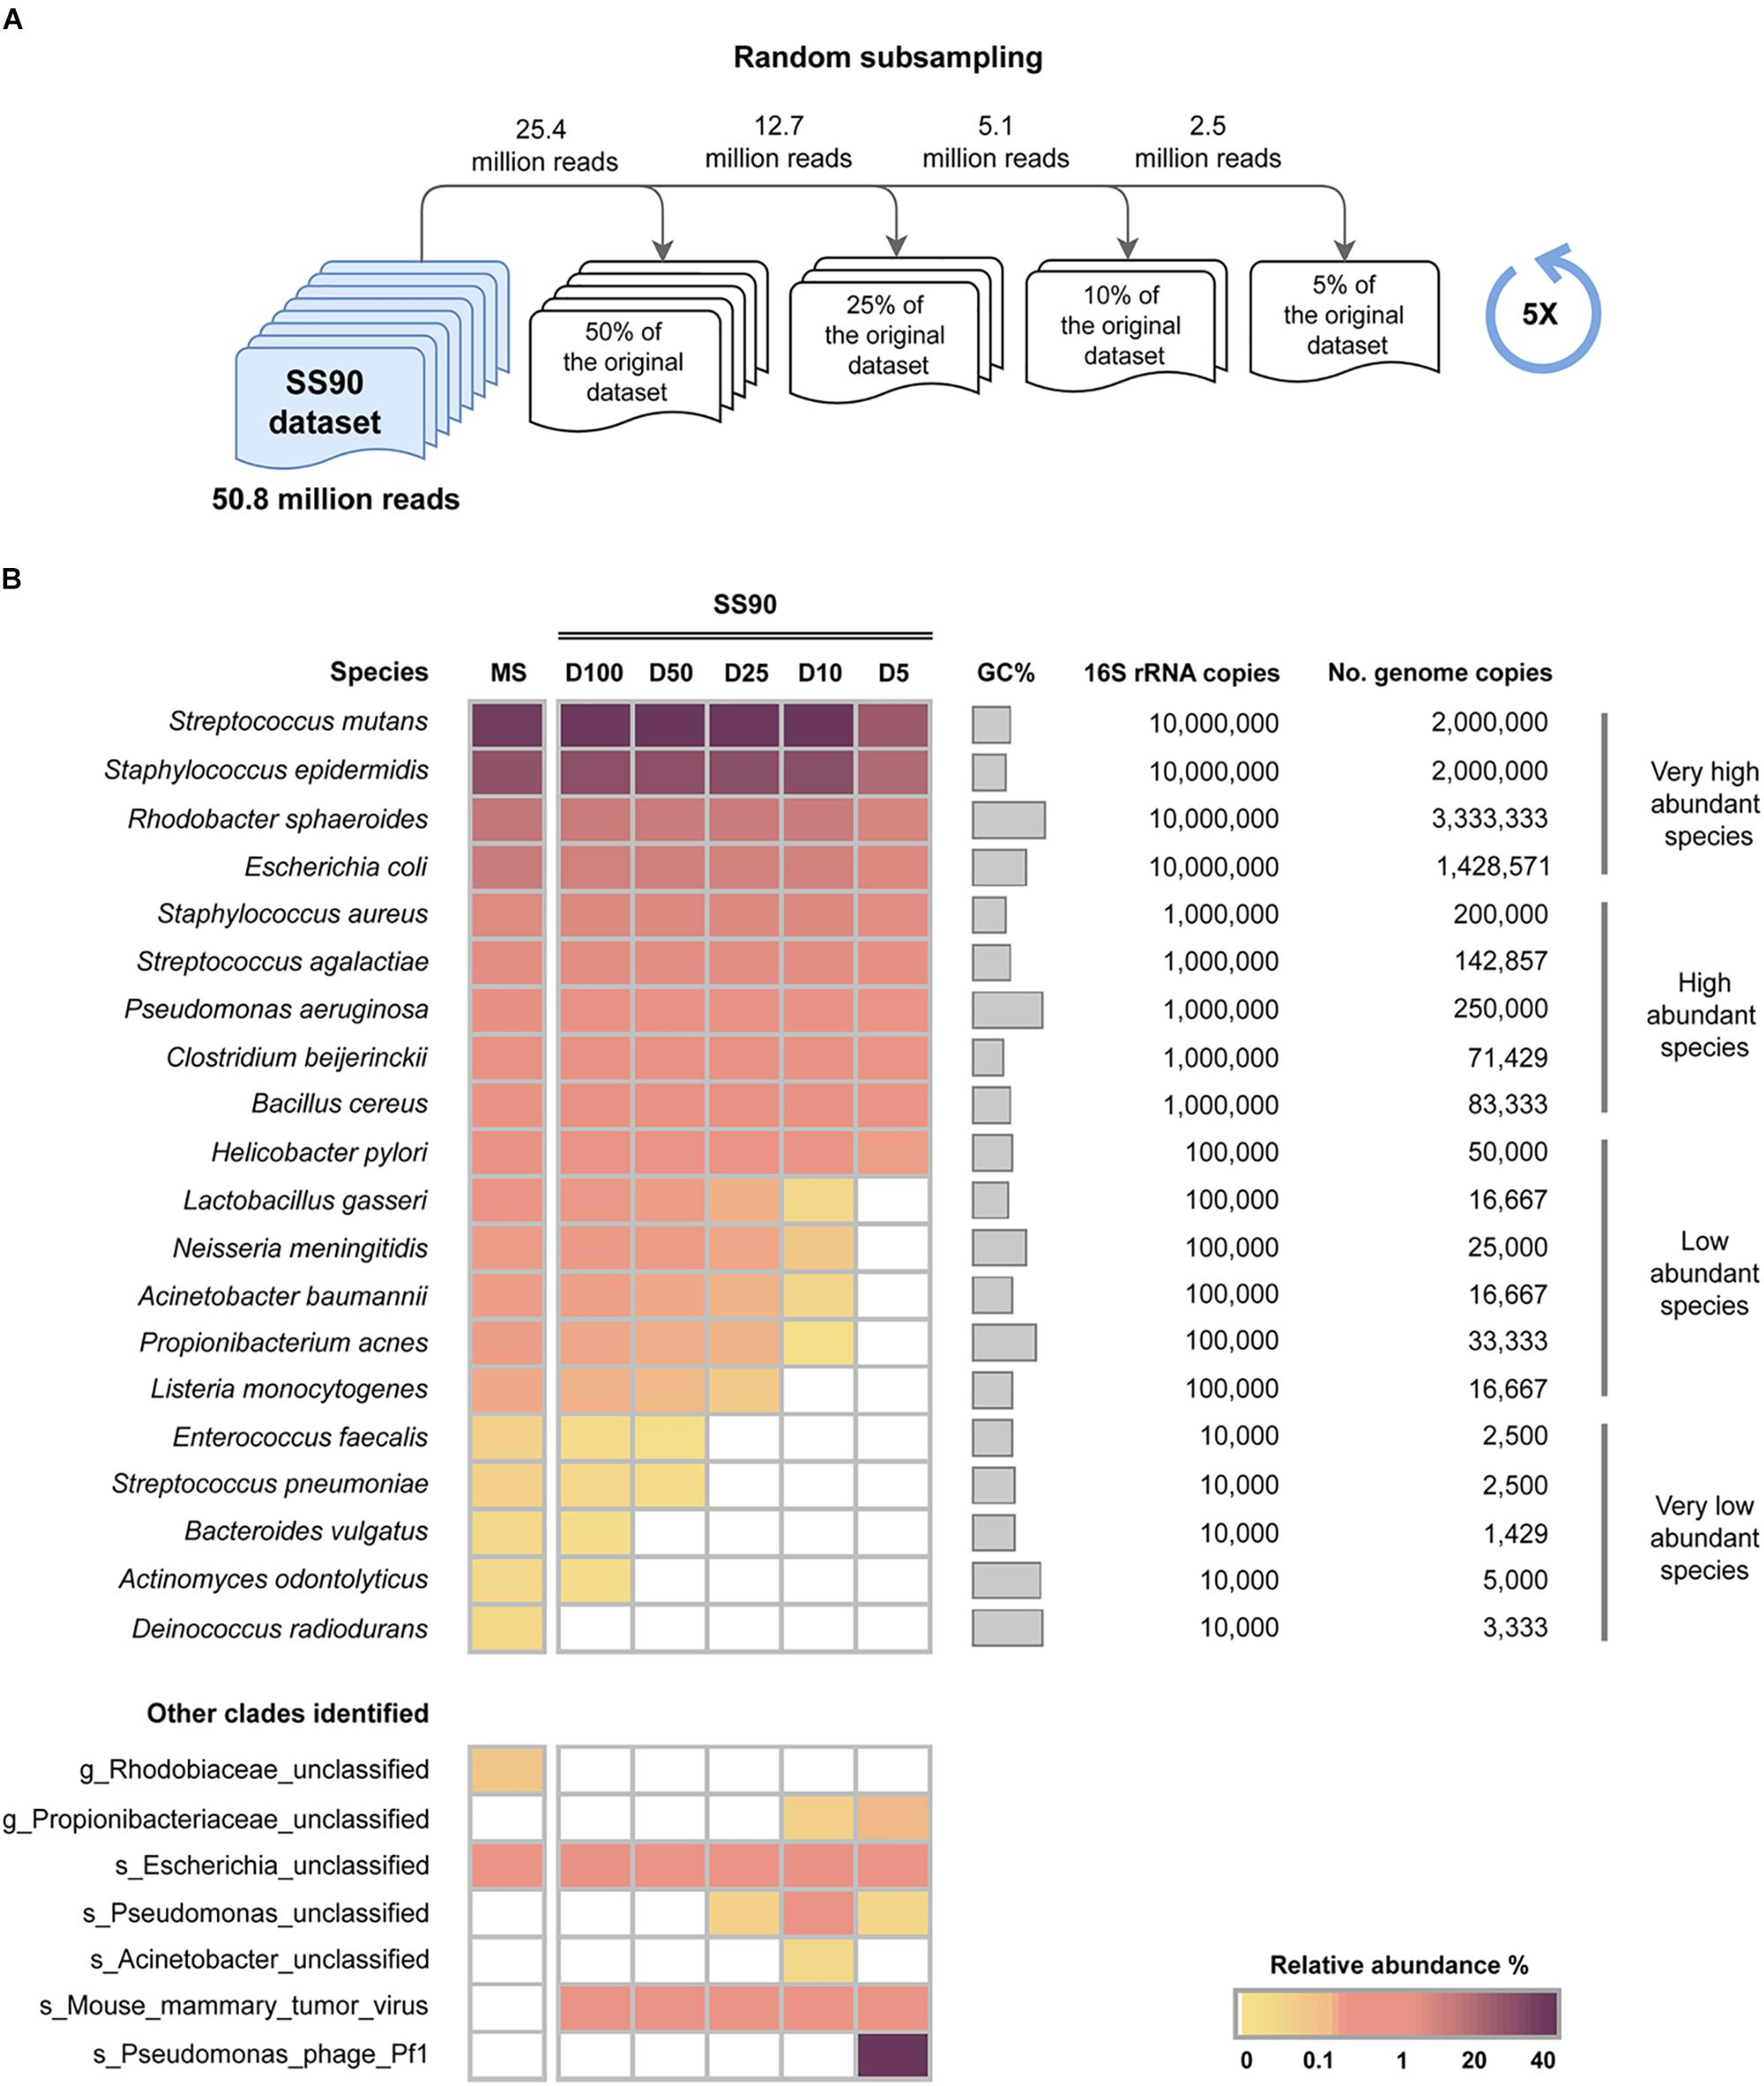 A
Random subsampling
25.4
million reads
12.7
million reads
5.1
million reads
2.5
million reads
SS90
dataset
50% of
the original
dataset
25% of
the original
dataset
10% of
the original
dataset
5% of
the original
dataset
5X
50.8 million reads
B
SS90
Species MS D100 D50 D25 D10 D5 GC% 16S rRNA copies No. genome copies
Streptococcus mutans 10,000,000 2,000,000
Staphylococcus epidermidis 10,000,000 2,000,000
Rhodobacter sphaeroides 10,000,000 3,333,333
Escherichia coli 10,000,000 1,428,571
Very high
abundant
species
Staphylococcus aureus 1,000,000 200,000
Streptococcus agalactiae 1,000,000 142,857
Pseudomonas aeruginosa 1,000,000 250,000
Clostridium beijerinckii 1,000,000 71,429
Bacillus cereus 1,000,000 83,333
High
abundant
species
Helicobacter pylori 100,000 50,000
Lactobacillus gasseri 100,000 16,667
Neisseria meningitidis 100,000 25,000
Acinetobacter baumannii 100,000 16,667
Propionibacterium acnes 100,000 33,333
Listeria monocytogenes 100,000 16,667
Low
abundant
species
Enterococcus faecalis 10,000 2,500
Streptococcus pneumoniae 10,000 2,500
Bacteroides vulgatus 10,000 1,429
Actinomyces odontolyticus 10,000 5,000
Deinococcus radiodurans 10,000 3,333
Very low
abundant
species
Other clades identified
g_Rhodobiaceae_unclassified
g_Propionibacteriaceae_unclassified
s_Escherichia_unclassified
s_Pseudomonas_unclassified
s_Acinetobacter_unclassified
s_Mouse_mammary_tumor_virus
s_Pseudomonas_phage_Pf1
Relative abundance %
0 0.1 1 20 40